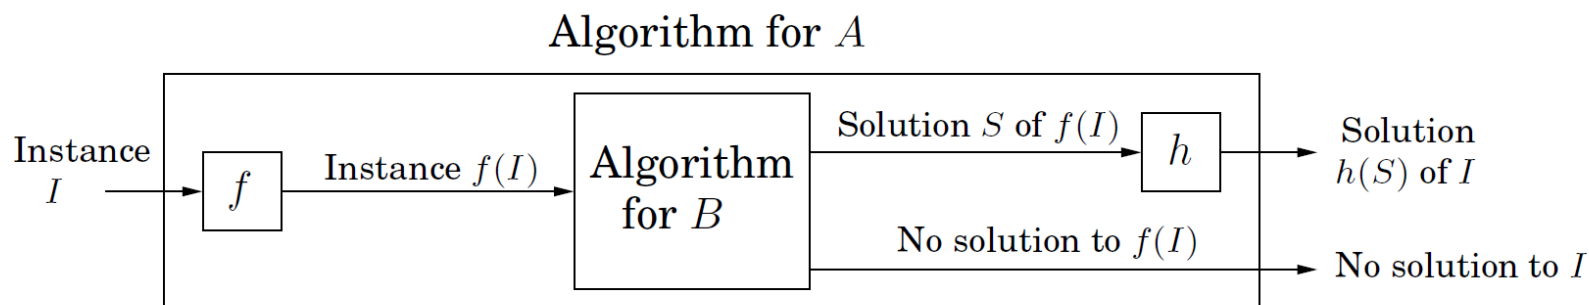 Algorithm for A
Instance
I
f
Instance f(I)
Algorithm
for B
Solution S of f(I)
h
Solution
h(S) of I
No solution to f(I)
No solution to I